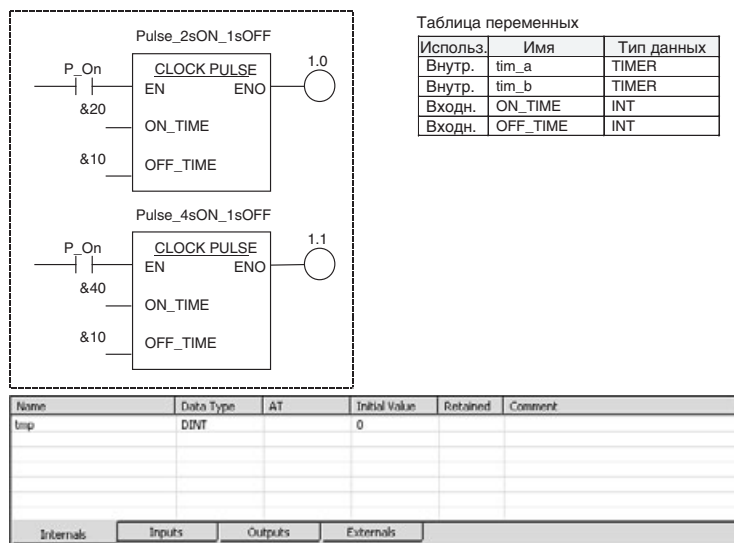 Pulse_2sON_1sOFF
P_On
CLOCK PULSE
1.0
EN ENO
&20
ON_TIME
&10
OFF_TIME
Pulse_4sON_1sOFF
P_On
CLOCK PULSE
1.1
EN ENO
&40
ON_TIME
&10
OFF_TIME
Таблица переменных
Использ. Имя Тип данных
Внутр. tim_a TIMER
Внутр. tim_b TIMER
Входн. ON_TIME INT
Входн. OFF_TIME INT
Name Data Type AT Initial Value Retained Comment
tmp DINT 0
Internals Inputs Outputs Externals